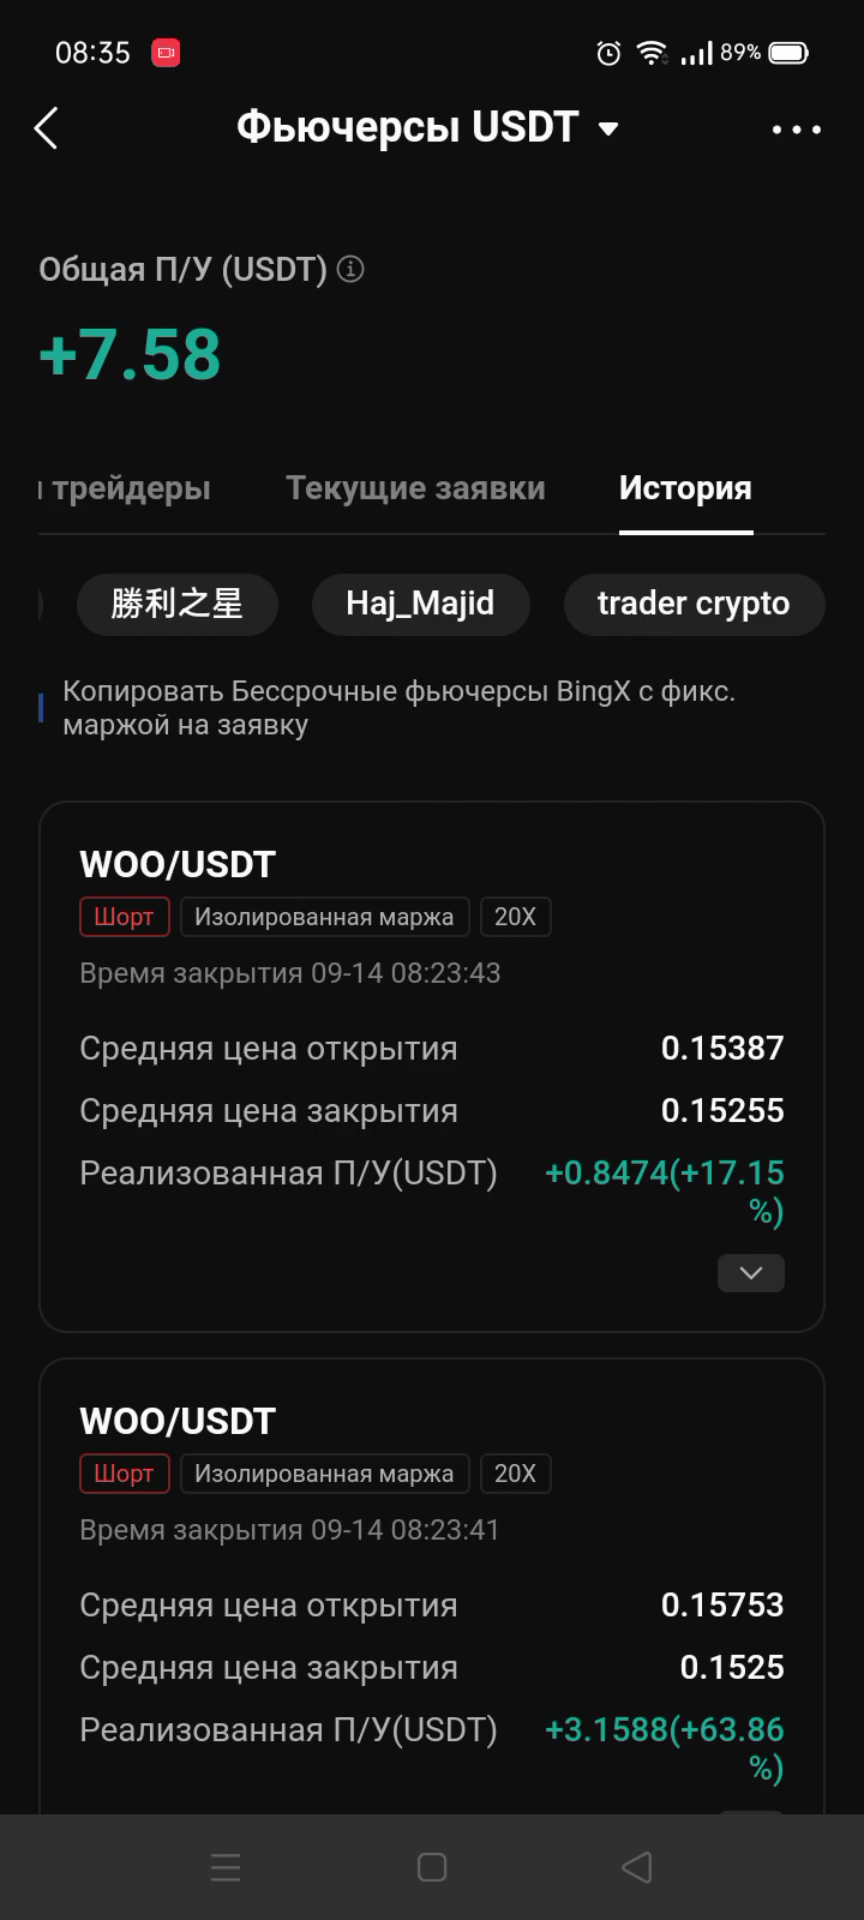 08:35
89%
Фьючерсы USDT
Общая П/У (USDT)
+7.58
трейдеры Текущие заявки История
勝利之星 Haj_Majid trader crypto
Копировать Бессрочные фьючерсы BingX с фикс.
маржой на заявку
WOO/USDT
Шорт Изолированная маржа 20X
Время закрытия 09-14 08:23:43
Средняя цена открытия 0.15387
Средняя цена закрытия 0.15255
Реализованная П/У(USDT) +0.8474(+17.15
%)
WOO/USDT
Шорт Изолированная маржа 20X
Время закрытия 09-14 08:23:41
Средняя цена открытия 0.15753
Средняя цена закрытия 0.1525
Реализованная П/У(USDT) +3.1588(+63.86
%)